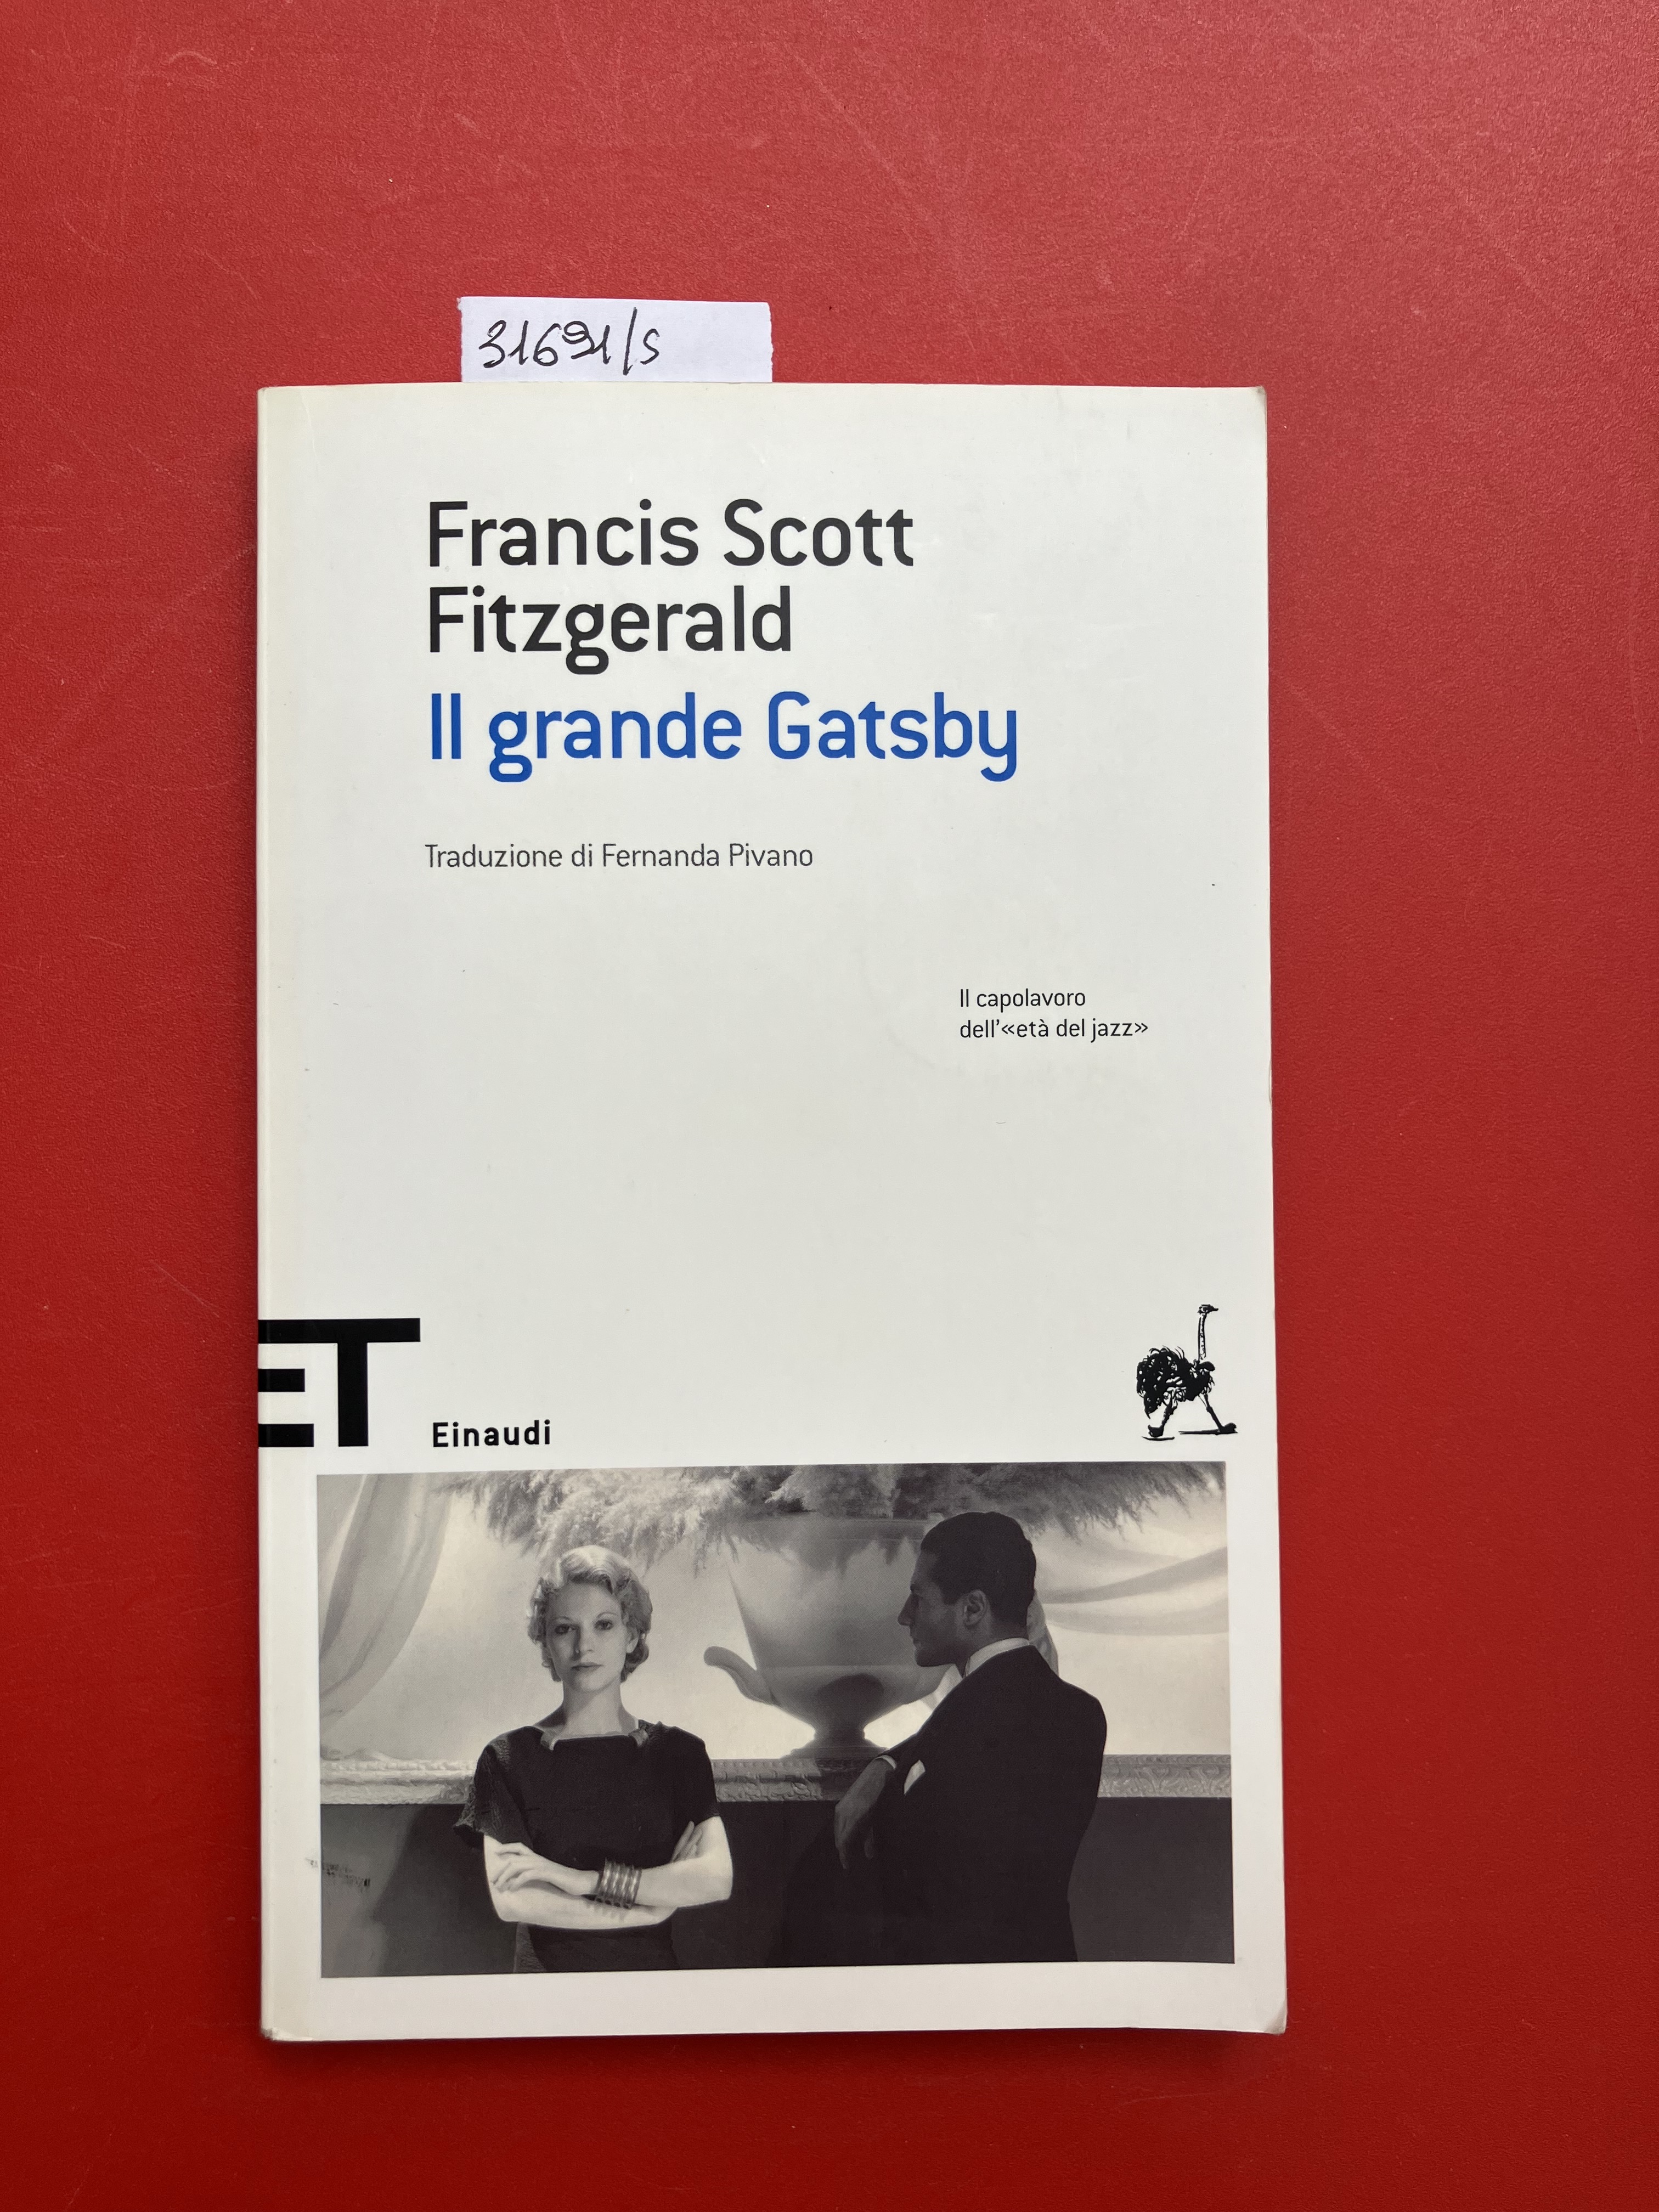 31691/s
Francis Scott
Fitzgerald
Il grande Gatsby
Traduzione di Fernanda Pivano
Il capolavoro
dell'«età del jazz»
ET
Einaudi